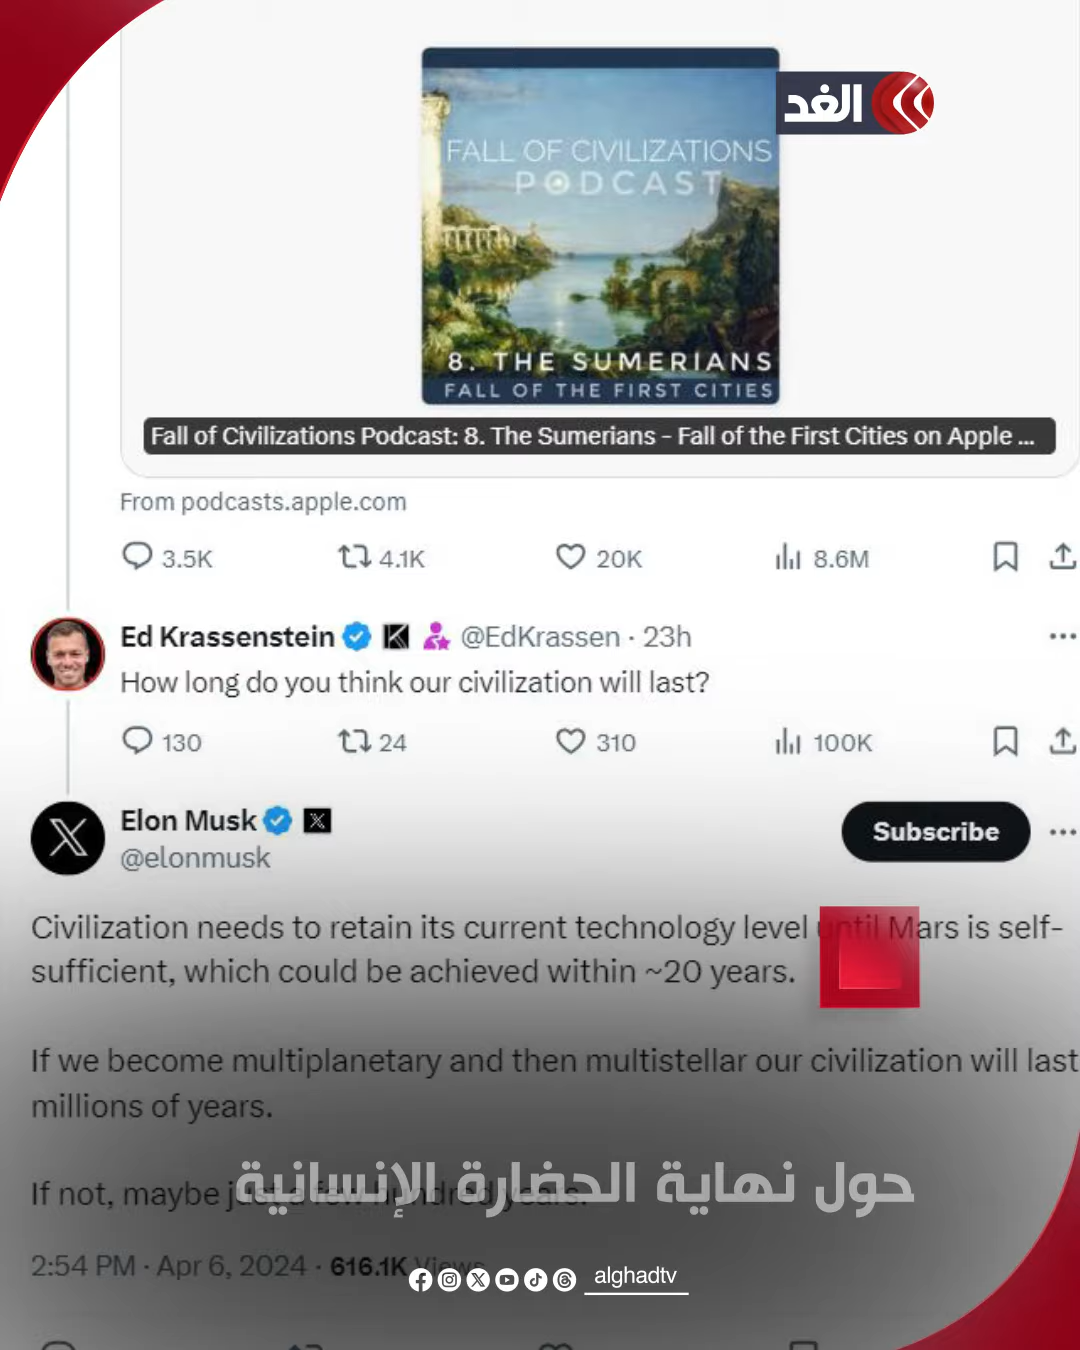 FALL OF CIVILIZATIONS
PODCAST
الغد
8. THE SUMERIANS
FALL OF THE FIRST CITIES
Fall of Civilizations Podcast: 8. The Sumerians - Fall of the First Cities on Apple ...
From podcasts.apple.com
3.5K 4.1K 20K 8.6M
Ed Krassenstein @EdKrassen · 23h
How long do you think our civilization will last?
130 24 310 100K
Elon Musk
@elonmusk
Subscribe
Civilization needs to retain its current technology level until Mars is self-
sufficient, which could be achieved within ~20 years.
If we become multiplanetary and then multistellar our civilization will last
millions of years.
If not, maybe just a few hundred years.
حول نهاية الحضارة الإنسانية
2:54 PM · Apr 6, 2024 · 616.1K Views
alghadtv